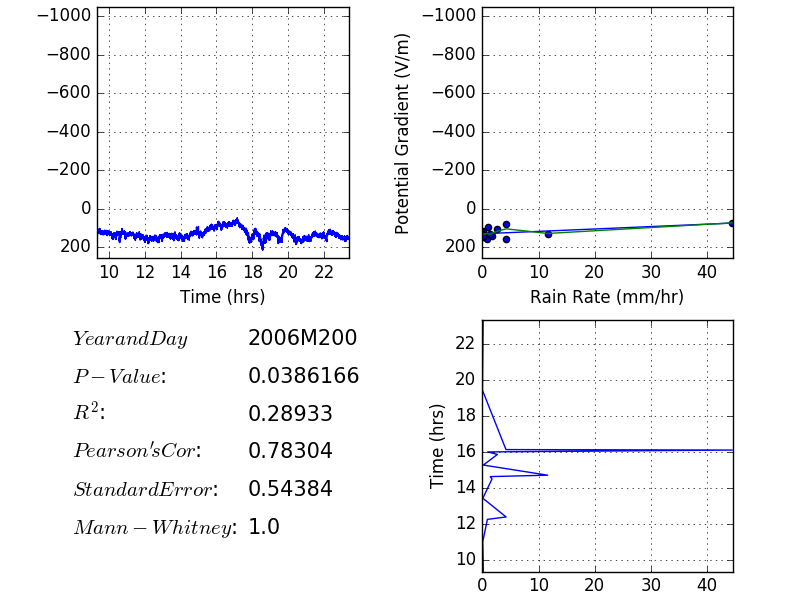 −1000
−800
−600
−400
−200
0
200
10 12 14 16 18 20 22
Time (hrs)
Potential Gradient (V/m)
−1000
−800
−600
−400
−200
0
200
0 10 20 30 40
Rain Rate (mm/hr)
YearandDay 2006M200
P−Value: 0.0386166
R²: 0.28933
Pearson'sCor: 0.78304
StandardError: 0.54384
Mann−Whitney: 1.0
Time (hrs)
22
20
18
16
14
12
10
0 10 20 30 40